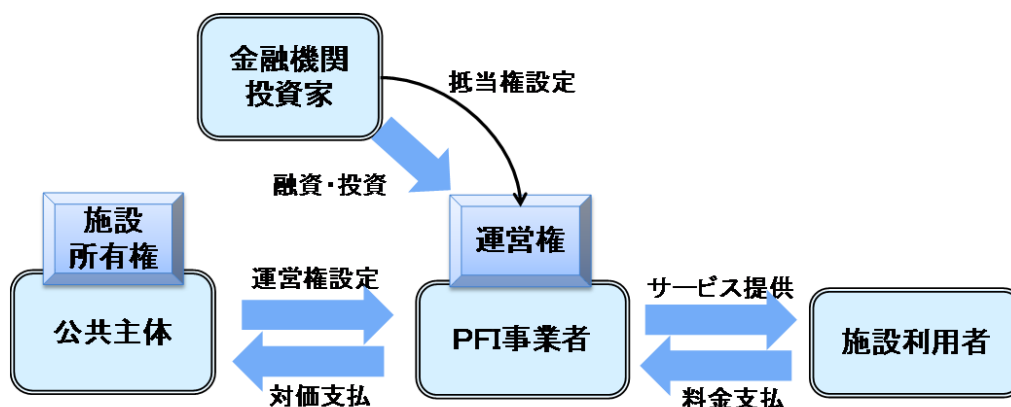 金融機関
投資家
抵当権設定
融資・投資
施設
所有権
運営権
運営権設定
サービス提供
公共主体
PFI事業者
施設利用者
対価支払
料金支払